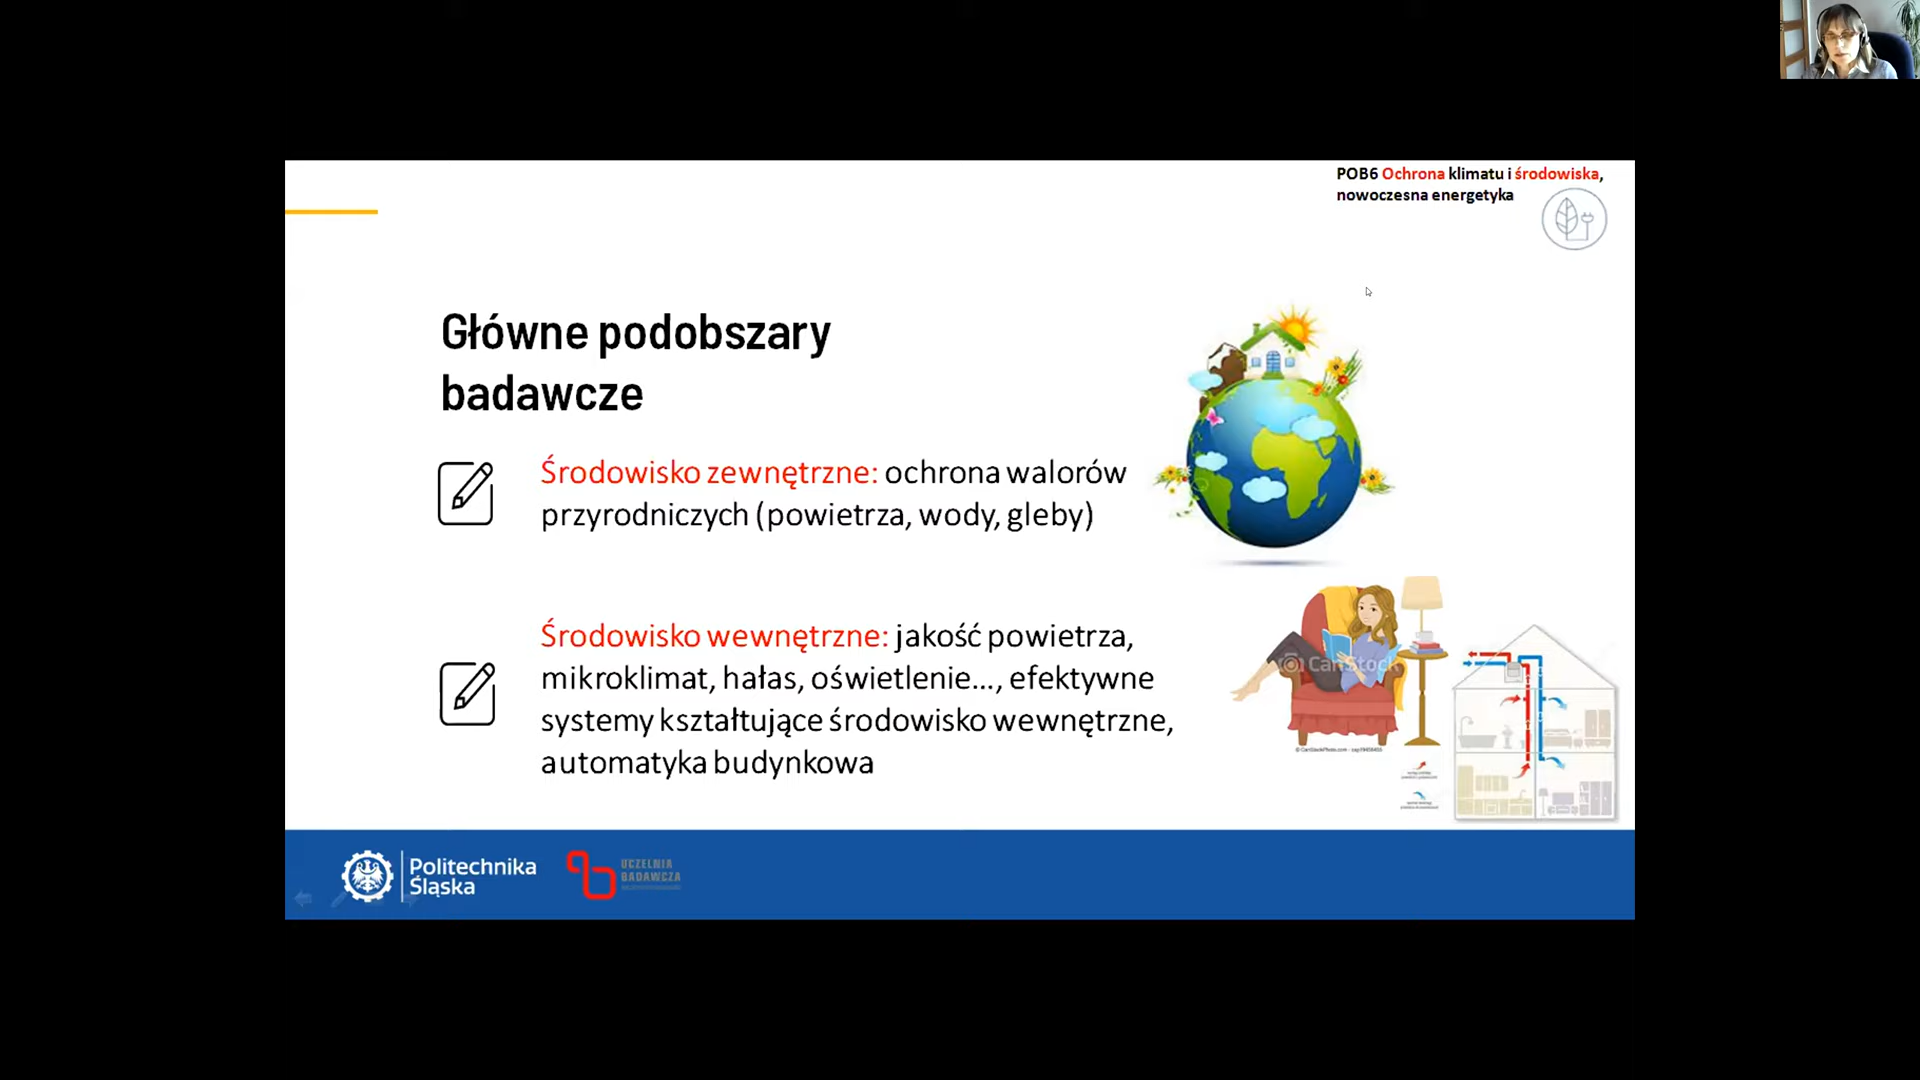 POB6 Ochrona klimatu i środowiska,
nowoczesna energetyka
Główne podobszary
badawcze
Środowisko zewnętrzne: ochrona walorów
przyrodniczych (powietrza, wody, gleby)
Środowisko wewnętrzne: jakość powietrza,
mikroklimat, hałas, oświetlenie..., efektywne
systemy kształtujące środowisko wewnętrzne,
automatyka budynkowa
CanStock
Politechnika
Śląska
UCZELNIA
BADAWCZA